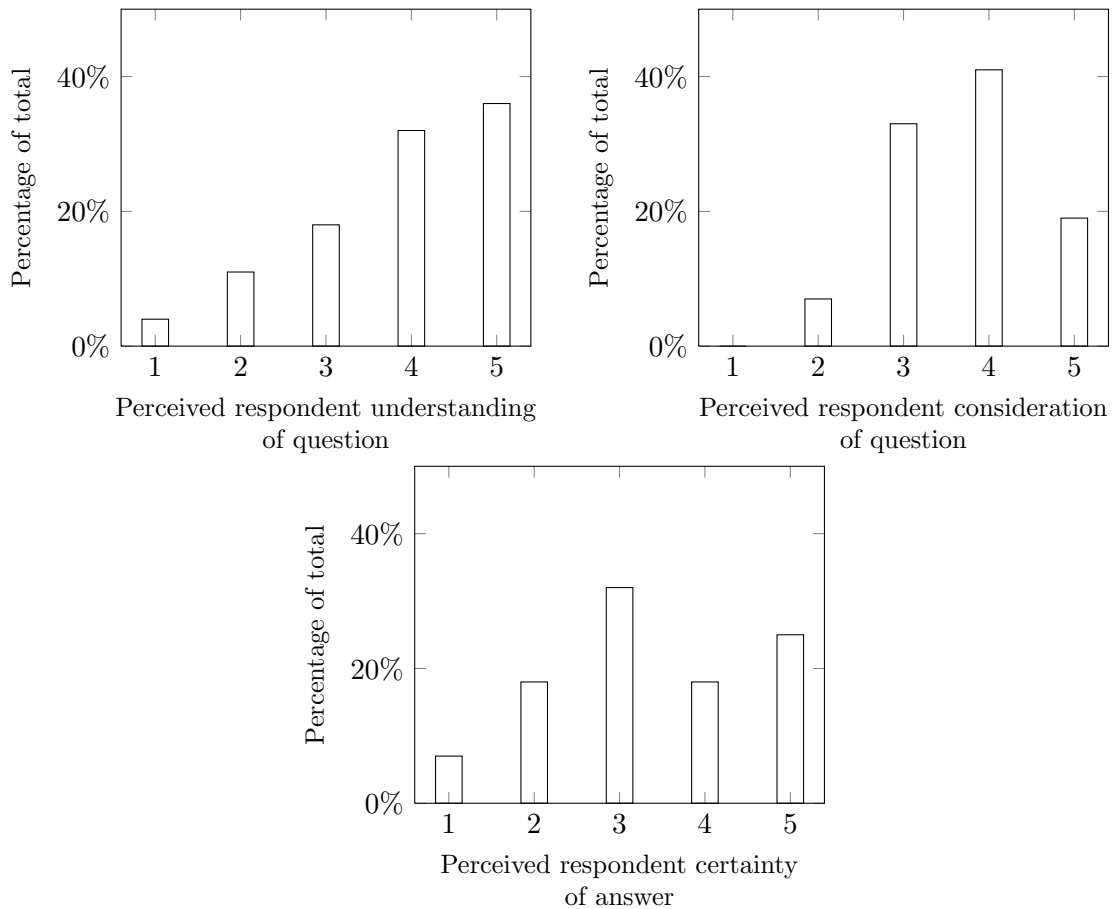 Percentage of total
40%
20%
0%
1 2 3 4 5
Perceived respondent understanding
of question
Percentage of total
40%
20%
0%
1 2 3 4 5
Perceived respondent consideration
of question
Percentage of total
40%
20%
0%
1 2 3 4 5
Perceived respondent certainty
of answer